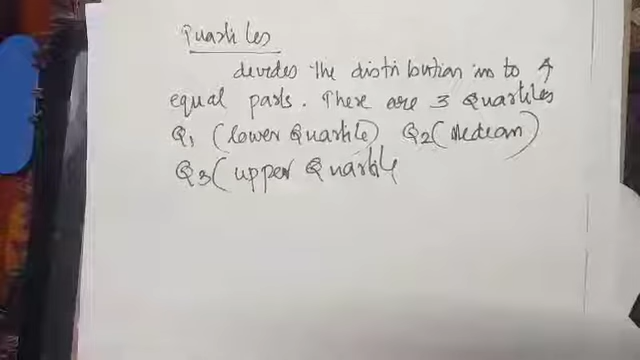 Quartiles
devides the distribution in to 4
equal parts. There are 3 Quartiles
Q1 (lower Quartile) Q2 (Median)
Q3 (upper Quartile